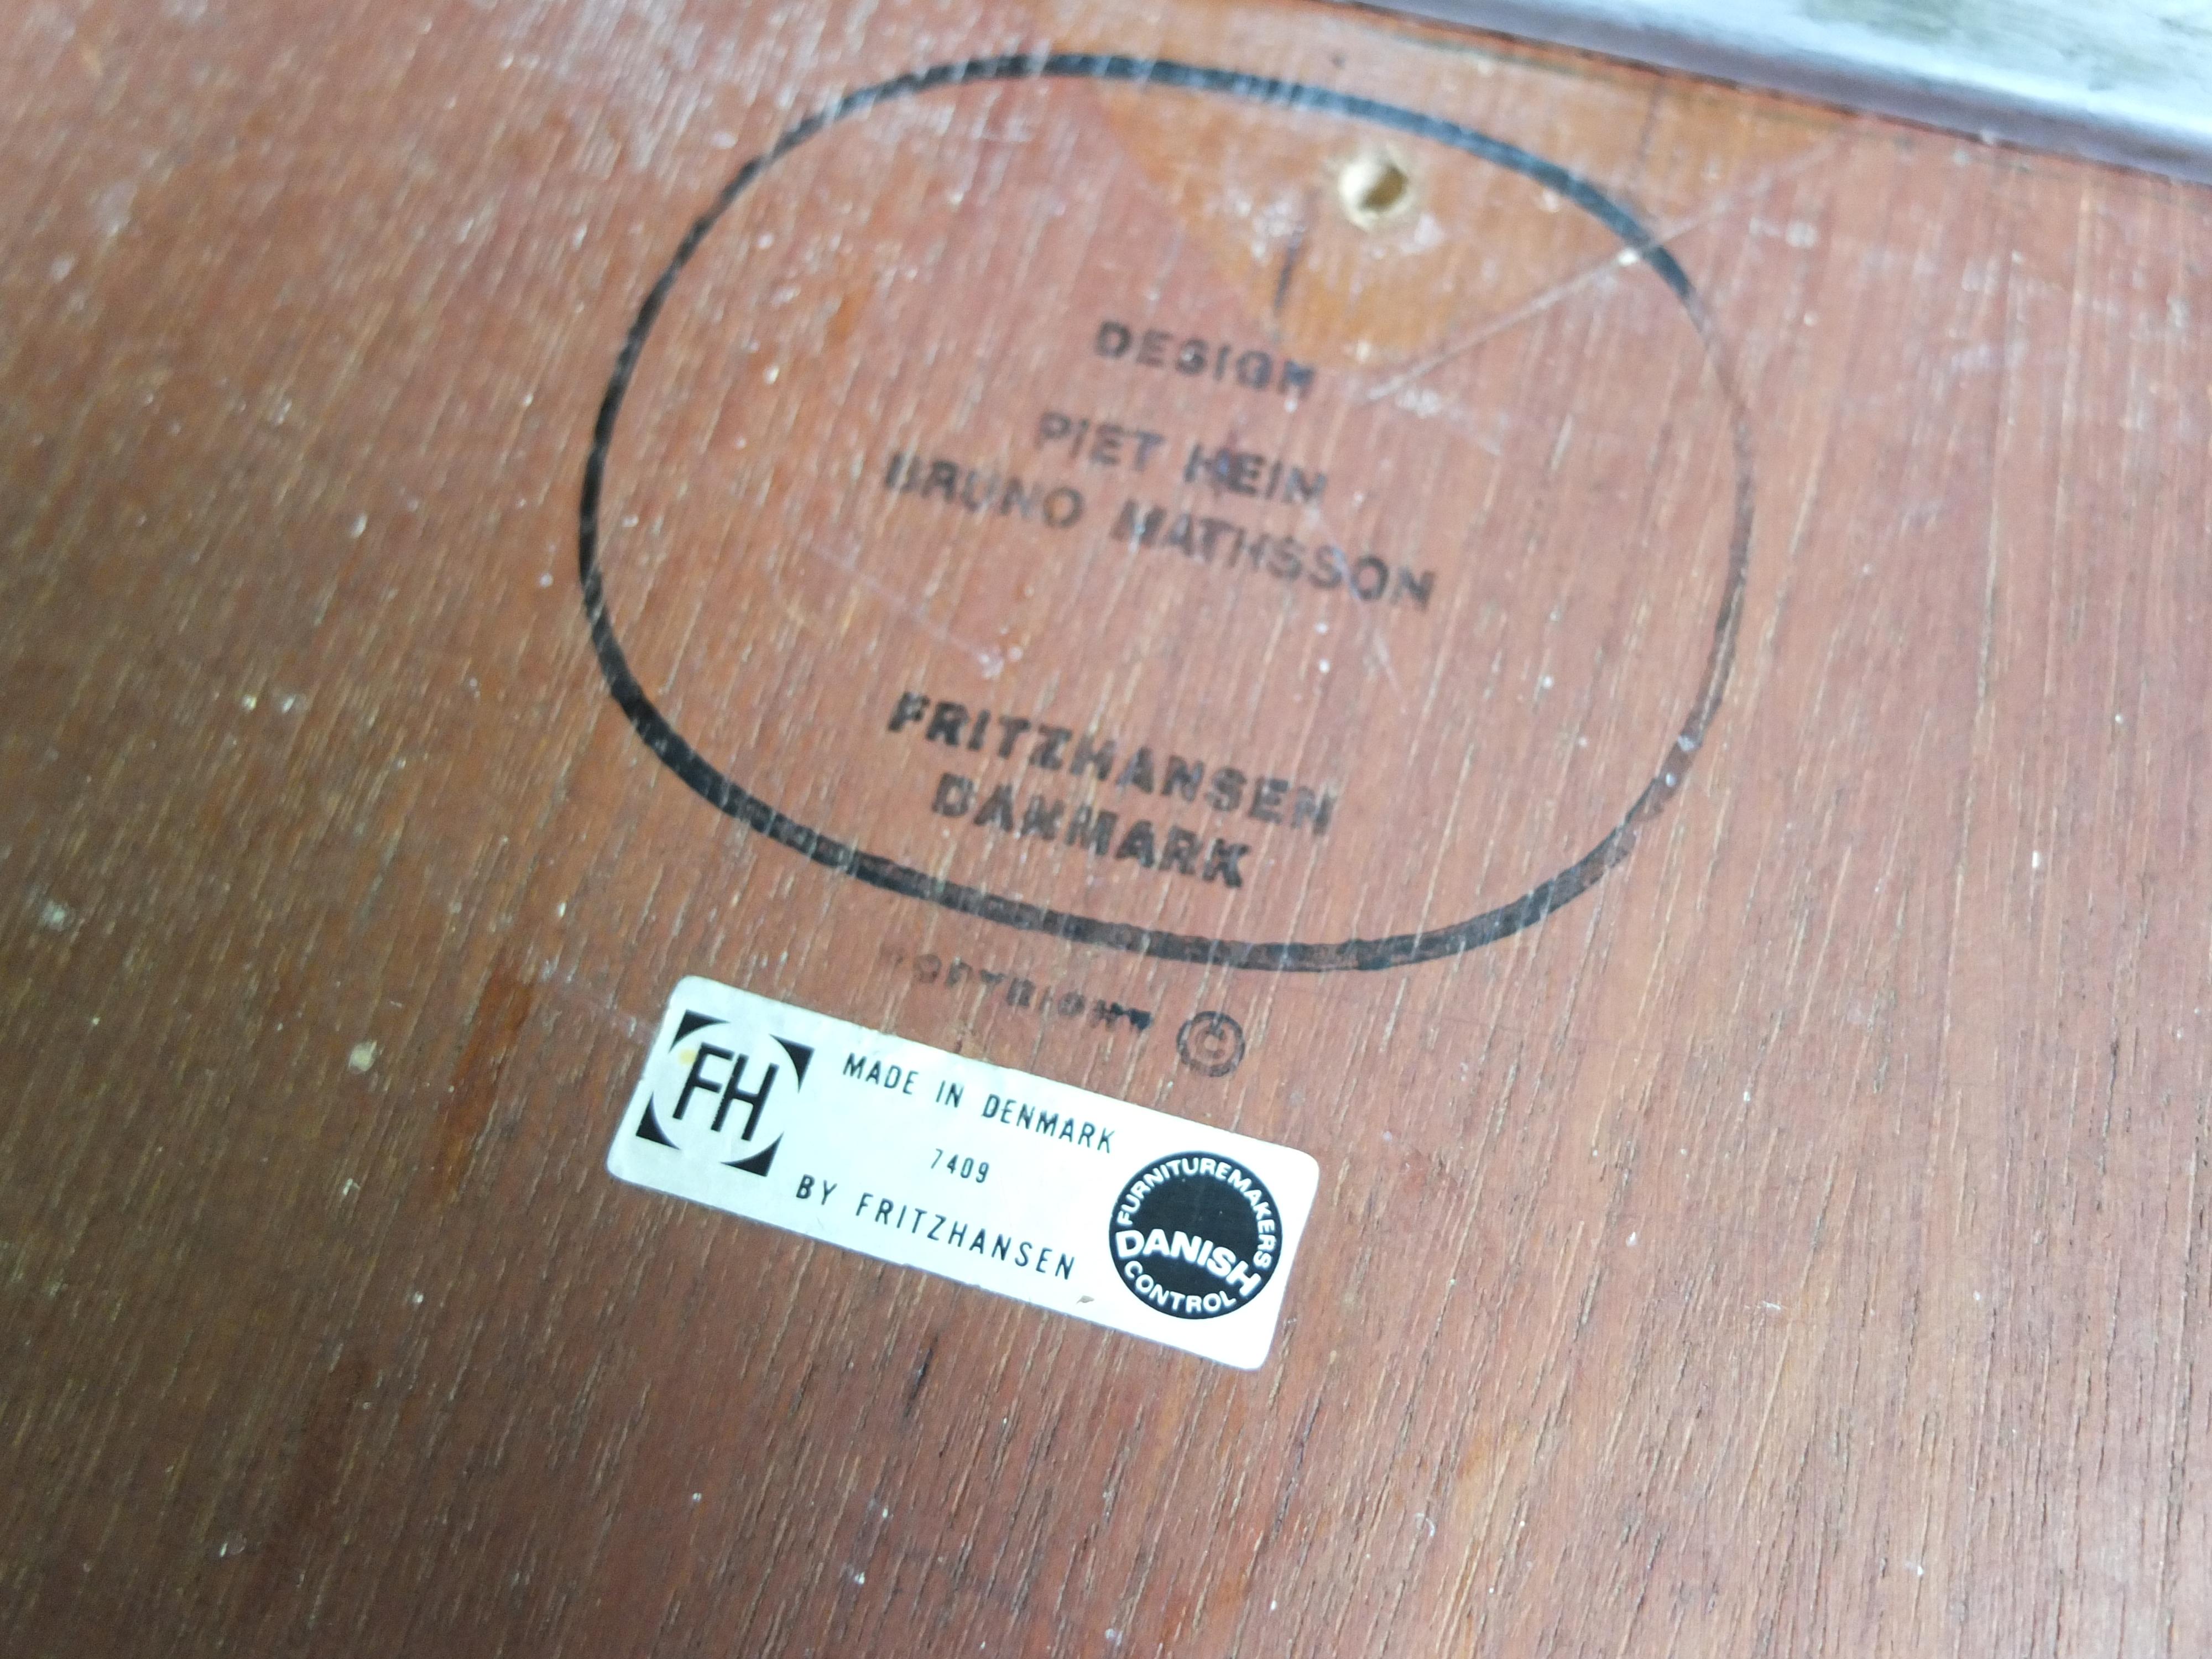 DESIGN
PIET HEIN
BRUNO MATHSSON
FRITZHANSEN
DANMARK
COPYRIGHT ©
FH
MADE IN DENMARK
7409
BY FRITZHANSEN
FURNITUREMAKERS
DANISH
CONTROL